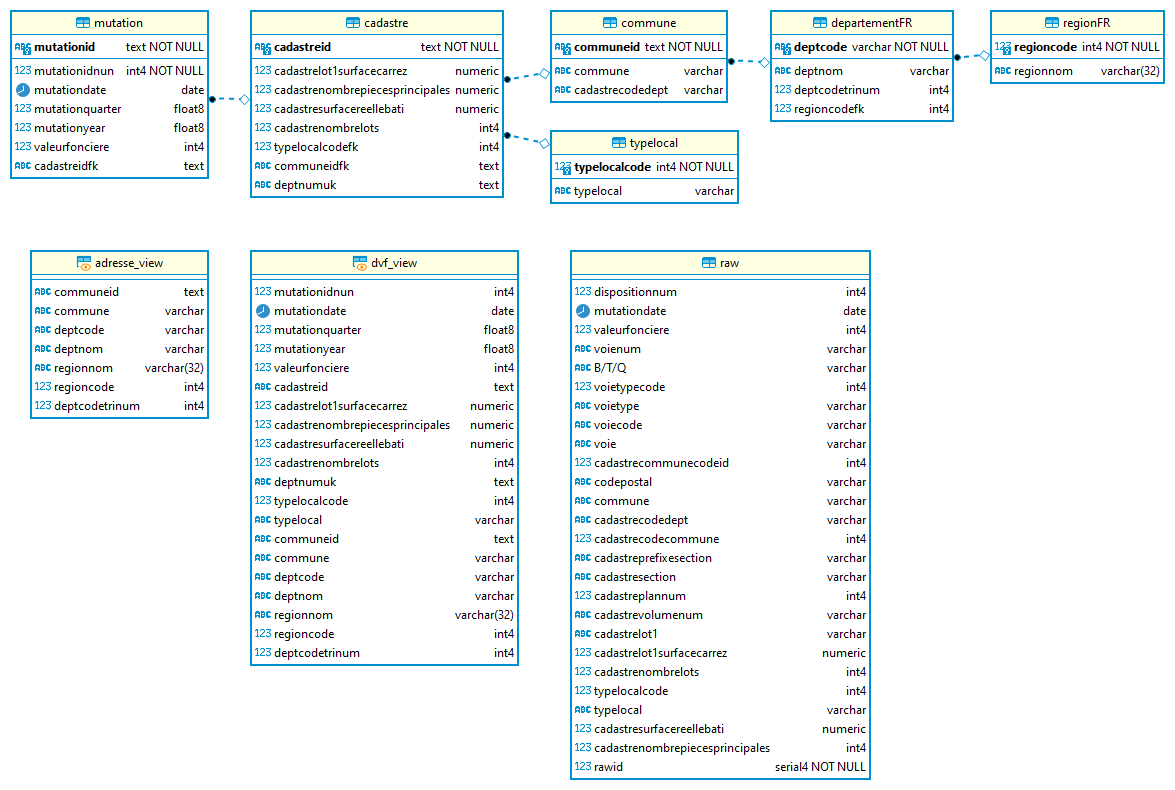 mutation
ABC mutationid text NOT NULL
123 mutationidnun int4 NOT NULL
mutationdate date
123 mutationquarter float8
123 mutationyear float8
123 valeurfonciere int4
ABC cadastreidfk text
cadastre
ABC cadastreid text NOT NULL
123 cadastrelot1surfacecarrez numeric
123 cadastrenombrepiecesprincipales numeric
123 cadastresurfacereellebati numeric
123 cadastrenombrelots int4
123 typelocalcodefk int4
ABC communeidfk text
ABC deptnumuk text
commune
ABC communeid text NOT NULL
ABC commune varchar
ABC cadastrecodedept varchar
departementFR
ABC deptcode varchar NOT NULL
ABC deptnom varchar
123 deptcodetrinum int4
123 regioncodefk int4
regionFR
123 regioncode int4 NOT NULL
ABC regionnom varchar(32)
typelocal
123 typelocalcode int4 NOT NULL
ABC typelocal varchar
adresse_view
ABC communeid text
ABC commune varchar
ABC deptcode varchar
ABC deptnom varchar
ABC regionnom varchar(32)
123 regioncode int4
123 deptcodetrinum int4
dvf_view
123 mutationidnun int4
mutationdate date
123 mutationquarter float8
123 mutationyear float8
123 valeurfonciere int4
ABC cadastreid text
123 cadastrelot1surfacecarrez numeric
123 cadastrenombrepiecesprincipales numeric
123 cadastresurfacereellebati numeric
123 cadastrenombrelots int4
ABC deptnumuk text
123 typelocalcode int4
ABC typelocal varchar
ABC communeid text
ABC commune varchar
ABC deptcode varchar
ABC deptnom varchar
ABC regionnom varchar(32)
123 regioncode int4
123 deptcodetrinum int4
raw
123 dispositionnum int4
mutationdate date
123 valeurfonciere int4
ABC voienum varchar
ABC B/T/Q varchar
123 voietypecode int4
ABC voietype varchar
ABC voiecode varchar
ABC voie varchar
123 cadastrecommunecodeid int4
ABC codepostal varchar
ABC commune varchar
ABC cadastrecodedept varchar
123 cadastrecodecommune int4
ABC cadastreprefixesection varchar
ABC cadastresection varchar
123 cadastreplannum int4
ABC cadastrevolumenum varchar
ABC cadastrelot1 varchar
123 cadastrelot1surfacecarrez numeric
123 cadastrenombrelots int4
123 typelocalcode int4
ABC typelocal varchar
123 cadastresurfacereellebati numeric
123 cadastrenombrepiecesprincipales int4
123 rawid serial4 NOT NULL